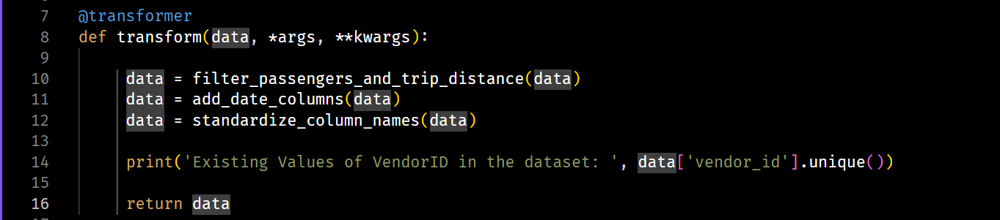 7 @transformer
8 def transform(data, *args, **kwargs):
9
10 data = filter_passengers_and_trip_distance(data)
11 data = add_date_columns(data)
12 data = standardize_column_names(data)
13
14 print('Existing Values of VendorID in the dataset: ', data['vendor_id'].unique())
15
16 return data